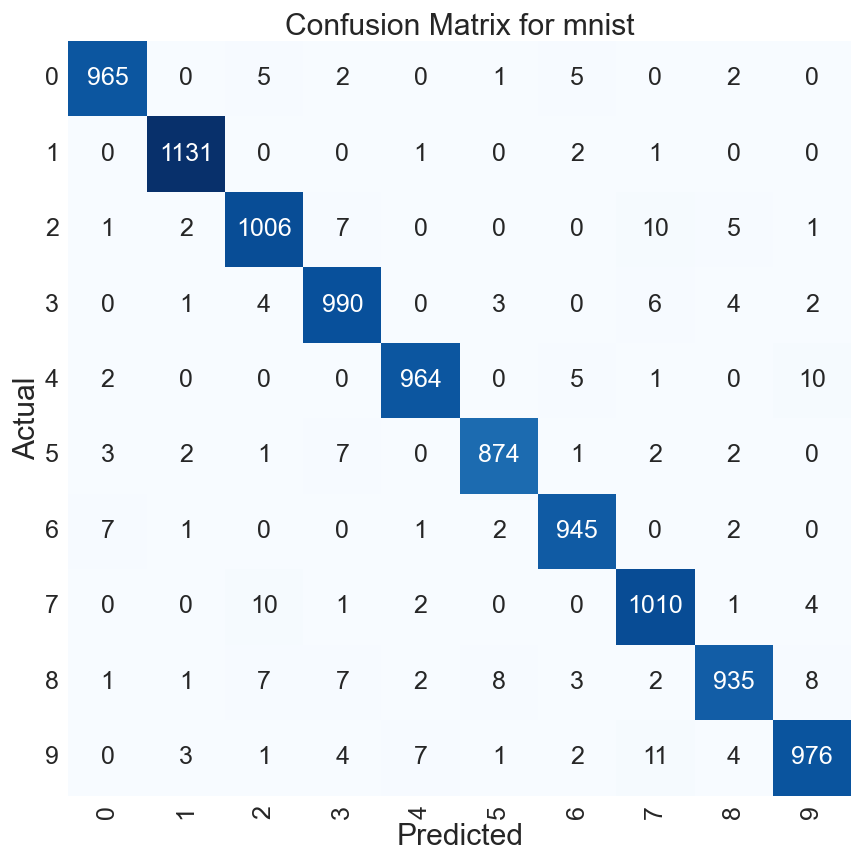 Confusion Matrix for mnist
0 965 0 5 2 0 1 5 0 2 0
1 0 1131 0 0 1 0 2 1 0 0
2 1 2 1006 7 0 0 0 10 5 1
3 0 1 4 990 0 3 0 6 4 2
4 2 0 0 0 964 0 5 1 0 10
Actual
5 3 2 1 7 0 874 1 2 2 0
6 7 1 0 0 1 2 945 0 2 0
7 0 0 10 1 2 0 0 1010 1 4
8 1 1 7 7 2 8 3 2 935 8
9 0 3 1 4 7 1 2 11 4 976
0 1 2 3 4 5 6 7 8 9
Predicted